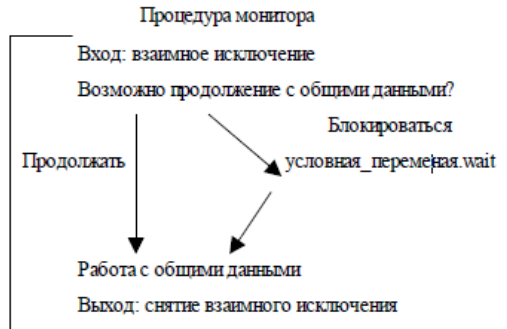 Процедура монитора
Вход: взаимное исключение
Возможно продолжение с общими данными?
Блокироваться
Продолжать
условная_переменая.wait
Работа с общими данными
Выход: снятие взаимного исключения